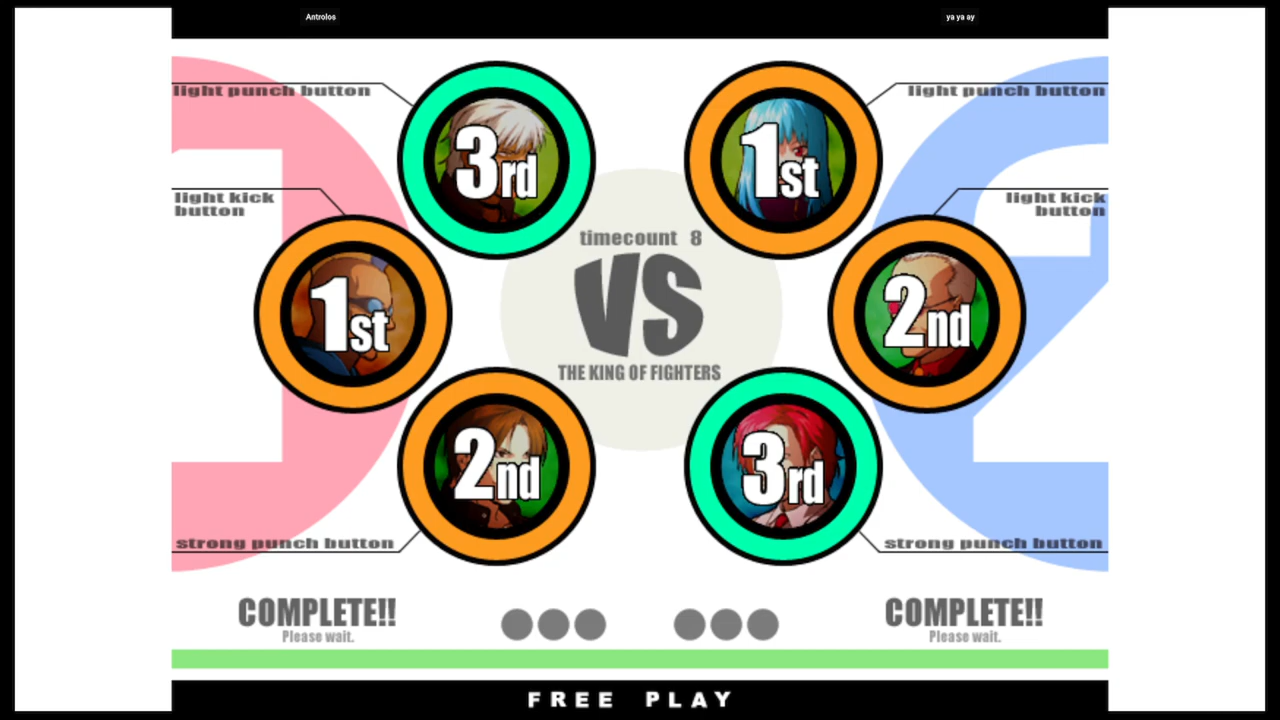 Antrolos
ya ya ay
light punch button
light punch button
3rd
1st
light kick
button
light kick
button
timecount 8
VS
THE KING OF FIGHTERS
1st
2nd
2nd
3rd
strong punch button
strong punch button
COMPLETE!!
Please wait.
COMPLETE!!
Please wait.
FREE PLAY
1
2